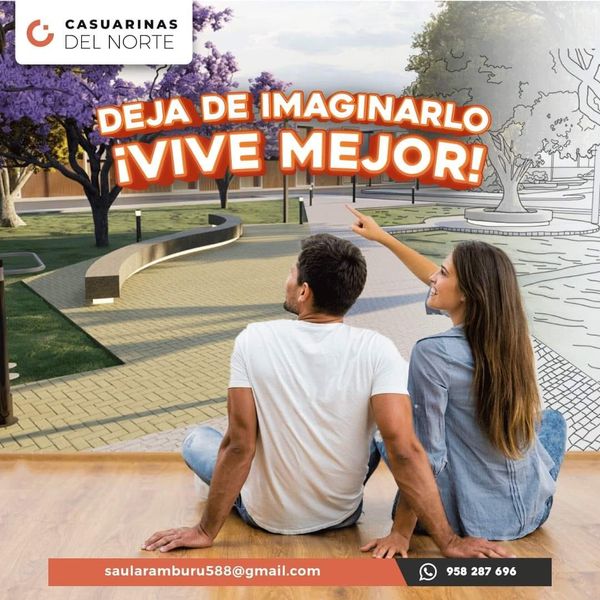 CASUARINAS
DEL NORTE
DEJA DE IMAGINARLO
¡VIVE MEJOR!
saularamburu588@gmail.com
958 287 696